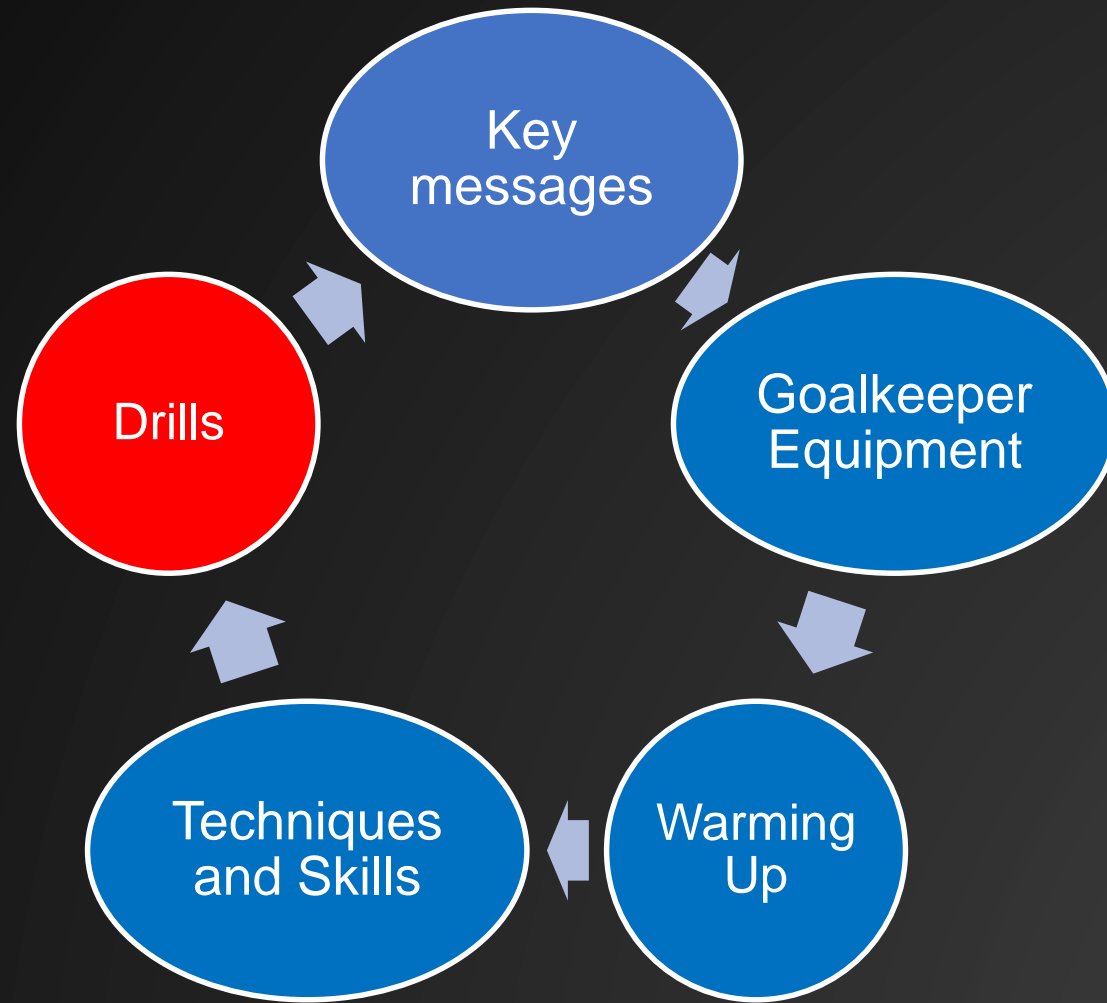 Key
messages
Goalkeeper
Equipment
Warming
Up
Techniques
and Skills
Drills